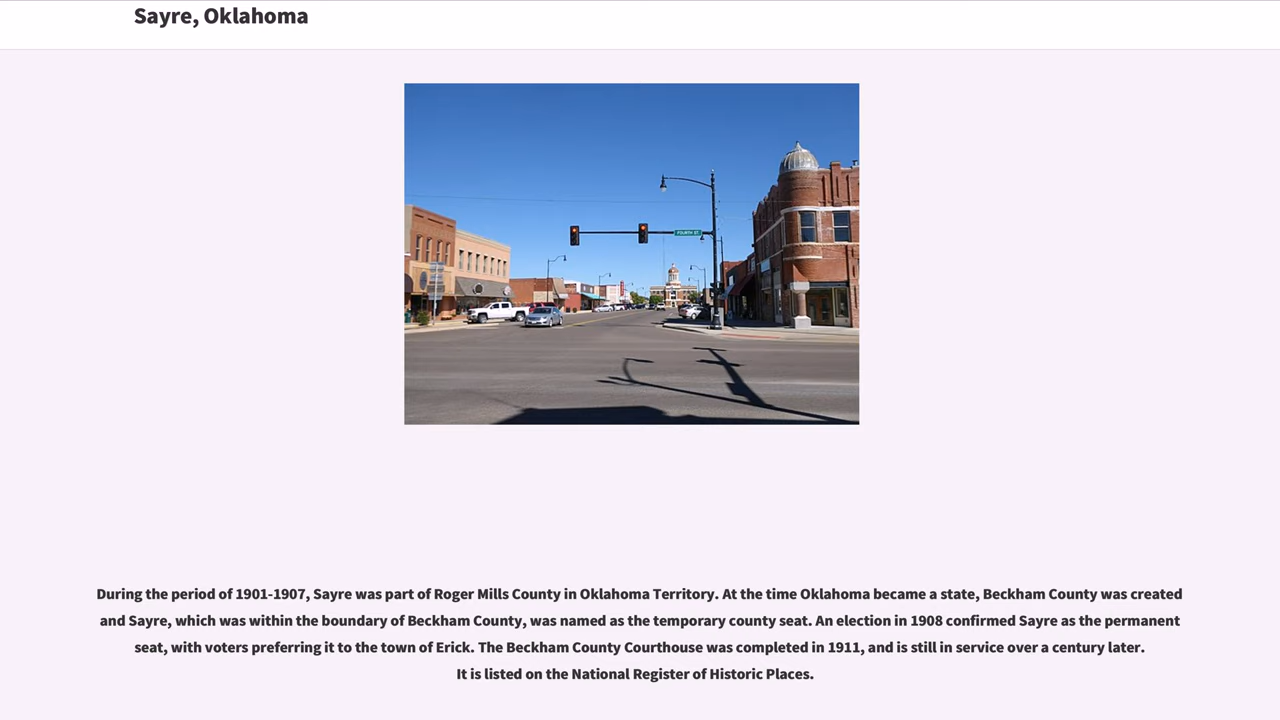 Sayre, Oklahoma
FOURTH ST.
During the period of 1901-1907, Sayre was part of Roger Mills County in Oklahoma Territory. At the time Oklahoma became a state, Beckham County was created
and Sayre, which was within the boundary of Beckham County, was named as the temporary county seat. An election in 1908 confirmed Sayre as the permanent
seat, with voters preferring it to the town of Erick. The Beckham County Courthouse was completed in 1911, and is still in service over a century later.
It is listed on the National Register of Historic Places.